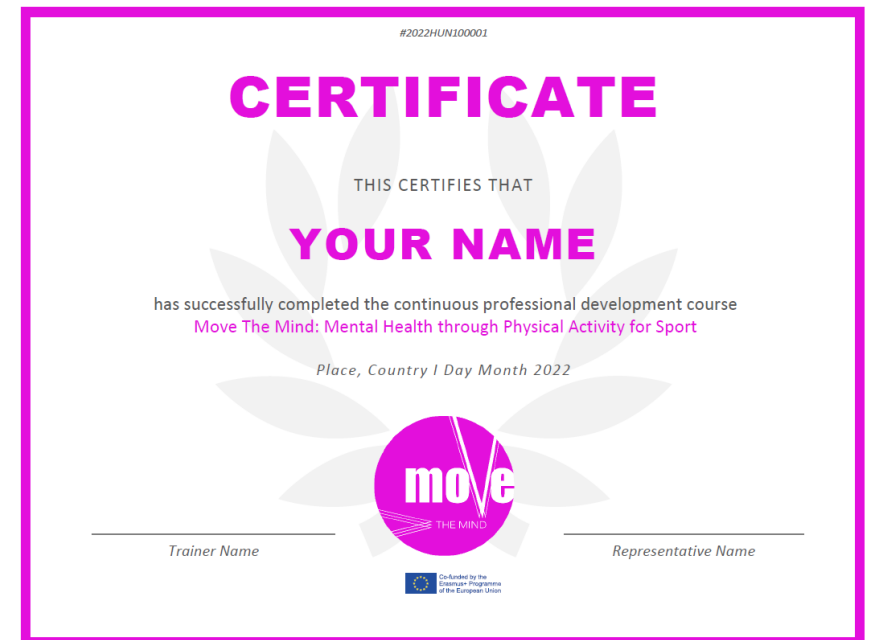 #2022HUN100001
CERTIFICATE
THIS CERTIFIES THAT
YOUR NAME
has successfully completed the continuous professional development course
Move The Mind: Mental Health through Physical Activity for Sport
Place, Country I Day Month 2022
move
THE MIND
Trainer Name
Representative Name
Co-funded by the
Erasmus+ Programme
of the European Union